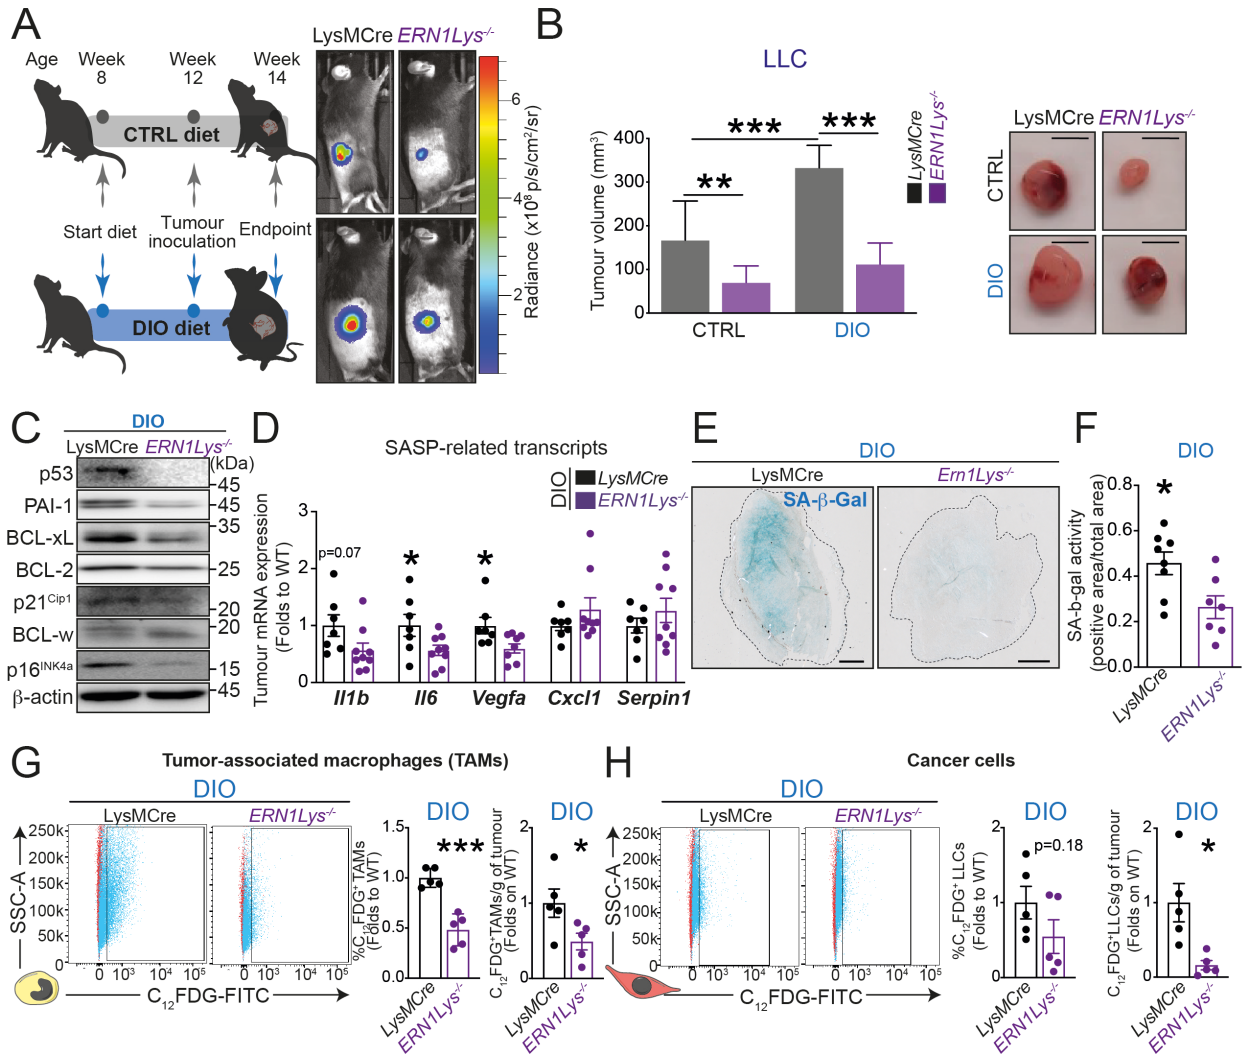 A
Age
Week
8
Week
12
Week
14
CTRL diet
Start diet
Tumour
inoculation
Endpoint
DIO diet
LysMCre ERN1Lys-/-
6
4
2
Radiance (x10⁸p/s/cm2/sr)
B
LLC
LysMCre
ERN1Lys-/-
Tumour volume (mm³)
400
300
200
100
0
**
***
***
CTRL
DIO
LysMCre ERN1Lys-/-
CTRL
DIO
C
DIO
LysMCre ERN1Lys-/-
(kDa)
p53
45
PAI-1
45
35
BCL-xL
BCL-2
25
p21Cip1
20
BCL-w
20
p16INK4a
15
β-actin
45
D
SASP-related transcripts
DIO
LysMCre
ERN1Lys-/-
Tumour mRNA expression
(Folds to WT)
3
2
1
0
p=0.07
*
*
Il1b
Il6
Vegfa
Cxcl1
Serpin1
E
DIO
LysMCre
Ern1Lys-/-
SA-β-Gal
F
DIO
SA-b-gal activity
(positive area/total area)
0.8
0.6
0.4
0.2
0.0
*
LysMCre
ERN1Lys-/-
G
Tumor-associated macrophages (TAMs)
DIO
LysMCre
ERN1Lys-/-
SSC-A
250k
200k
150k
100k
50k
0
0 10³ 10⁴ 10⁵
0 10³ 10⁴ 10⁵
C₁₂FDG-FITC
DIO
%C₁₂FDG⁺ TAMs
(Folds to WT)
1.5
1.0
0.5
0.0
***
LysMCre
ERN1Lys-/-
DIO
C₁₂FDG⁺TAMs/g of tumour
(Folds on WT)
2
1
0
*
LysMCre
ERN1Lys-/-
H
Cancer cells
DIO
LysMCre
ERN1Lys-/-
SSC-A
250k
200k
150k
100k
50k
0
0 10³ 10⁴ 10⁵
0 10³ 10⁴ 10⁵
C₁₂FDG-FITC
DIO
%C₁₂FDG⁺ LLCs
(Folds to WT)
2
1
0
p=0.18
LysMCre
ERN1Lys-/-
DIO
C₁₂FDG⁺LLCs/g of tumour
(Folds on WT)
2
1
0
*
LysMCre
ERN1Lys-/-